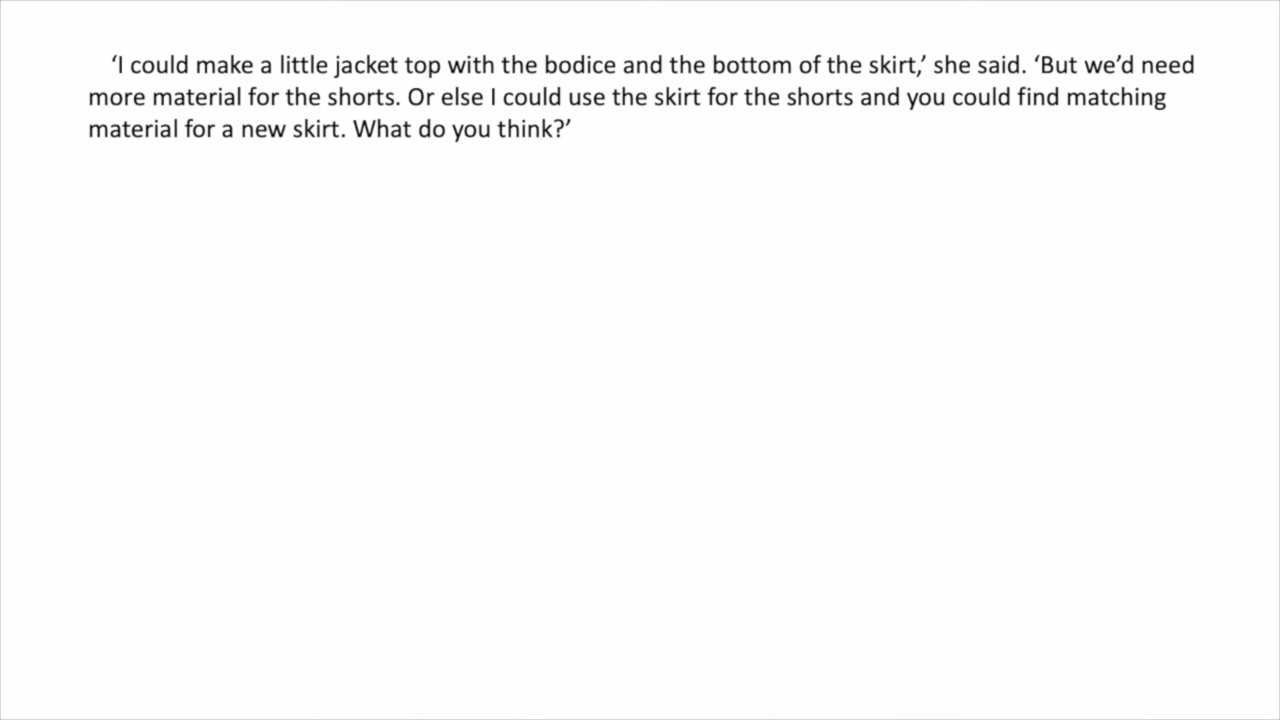 ‘I could make a little jacket top with the bodice and the bottom of the skirt,’ she said. ‘But we’d need
more material for the shorts. Or else I could use the skirt for the shorts and you could find matching
material for a new skirt. What do you think?’